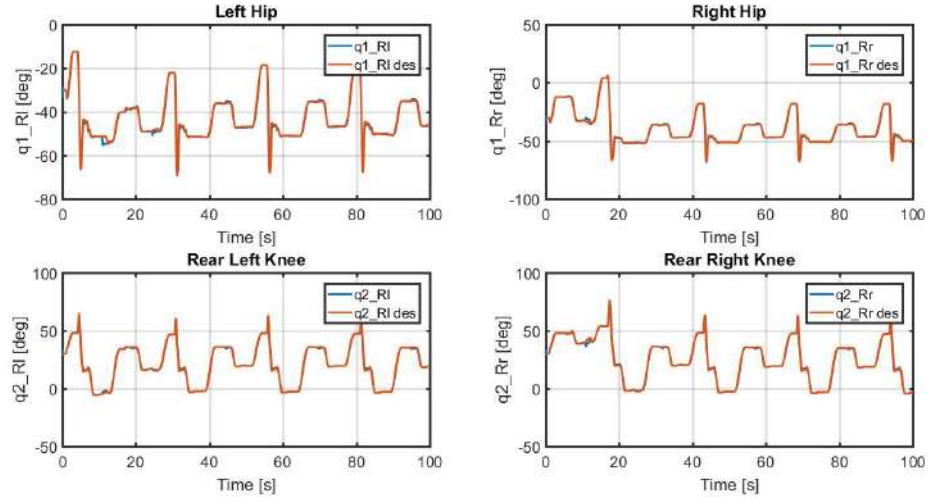 Left Hip
q1_Rl [deg]
0
-20
-40
-60
-80
q1_Rl
q1_Rl des
0 20 40 60 80 100
Time [s]
Right Hip
q1_Rr [deg]
50
0
-50
-100
q1_Rr
q1_Rr des
0 20 40 60 80 100
Time [s]
Rear Left Knee
q2_Rl [deg]
100
50
0
-50
q2_Rl
q2_Rl des
0 20 40 60 80 100
Time [s]
Rear Right Knee
q2_Rr [deg]
100
50
0
-50
q2_Rr
q2_Rr des
0 20 40 60 80 100
Time [s]